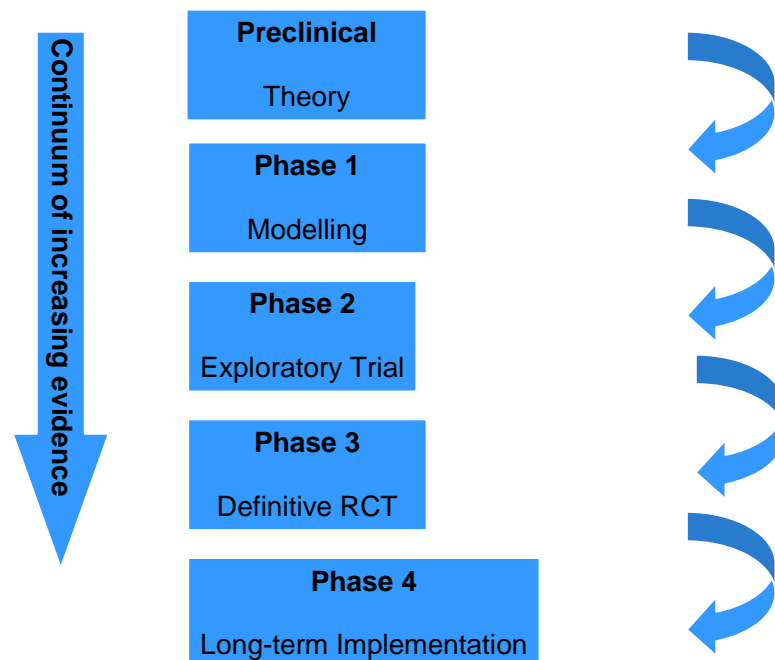 Continuum of increasing evidence
Preclinical
Theory
Phase 1
Modelling
Phase 2
Exploratory Trial
Phase 3
Definitive RCT
Phase 4
Long-term Implementation